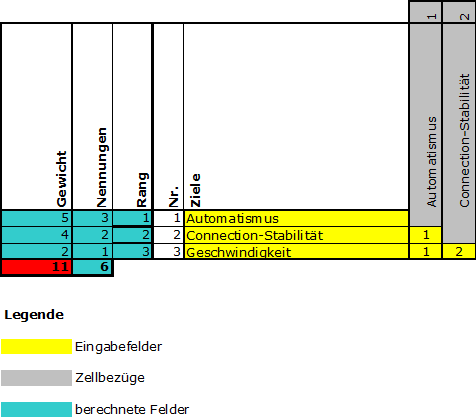 1 2
Gewicht Nennungen Rang Nr. Ziele Automatismus Connection-Stabilität
5 3 1 1 Automatismus
4 2 2 2 Connection-Stabilität 1
2 1 3 3 Geschwindigkeit 1 2
11 6
Legende
Eingabefelder
Zellbezüge
berechnete Felder